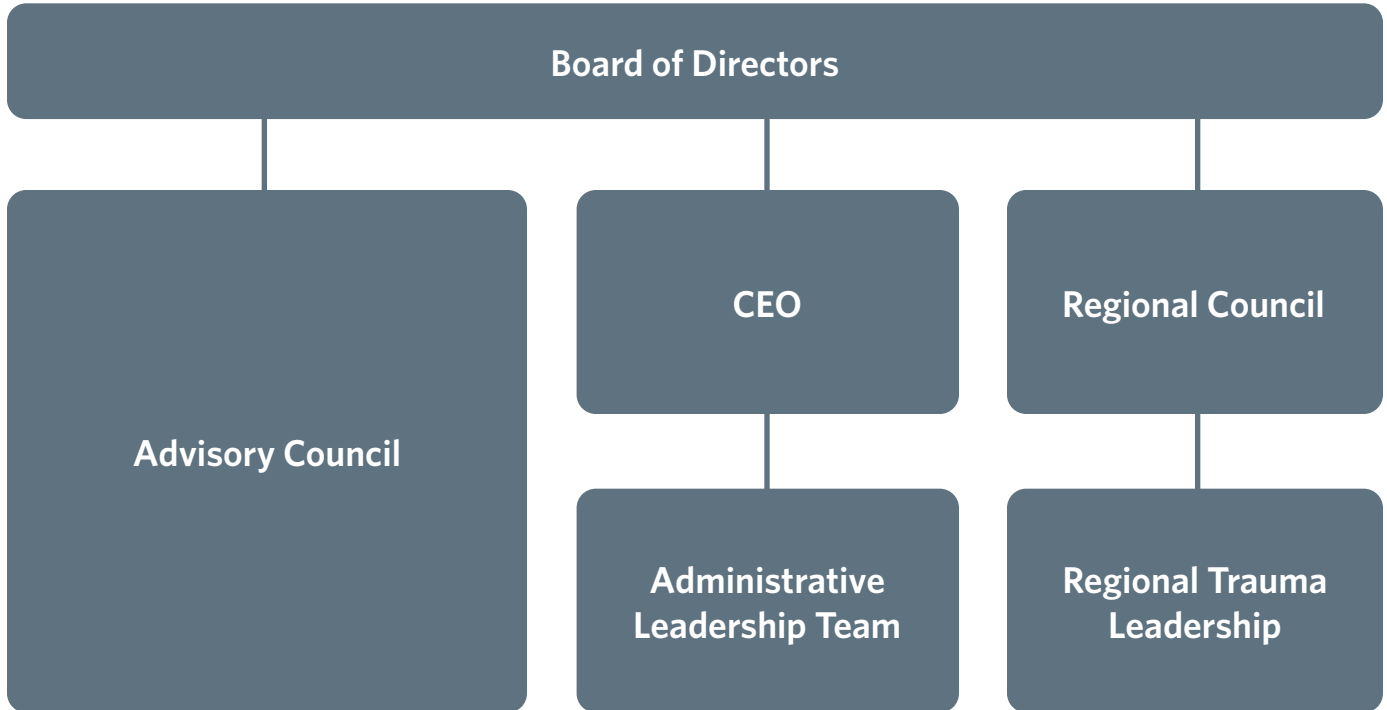 Board of Directors
CEO
Regional Council
Advisory Council
Administrative
Leadership Team
Regional Trauma
Leadership